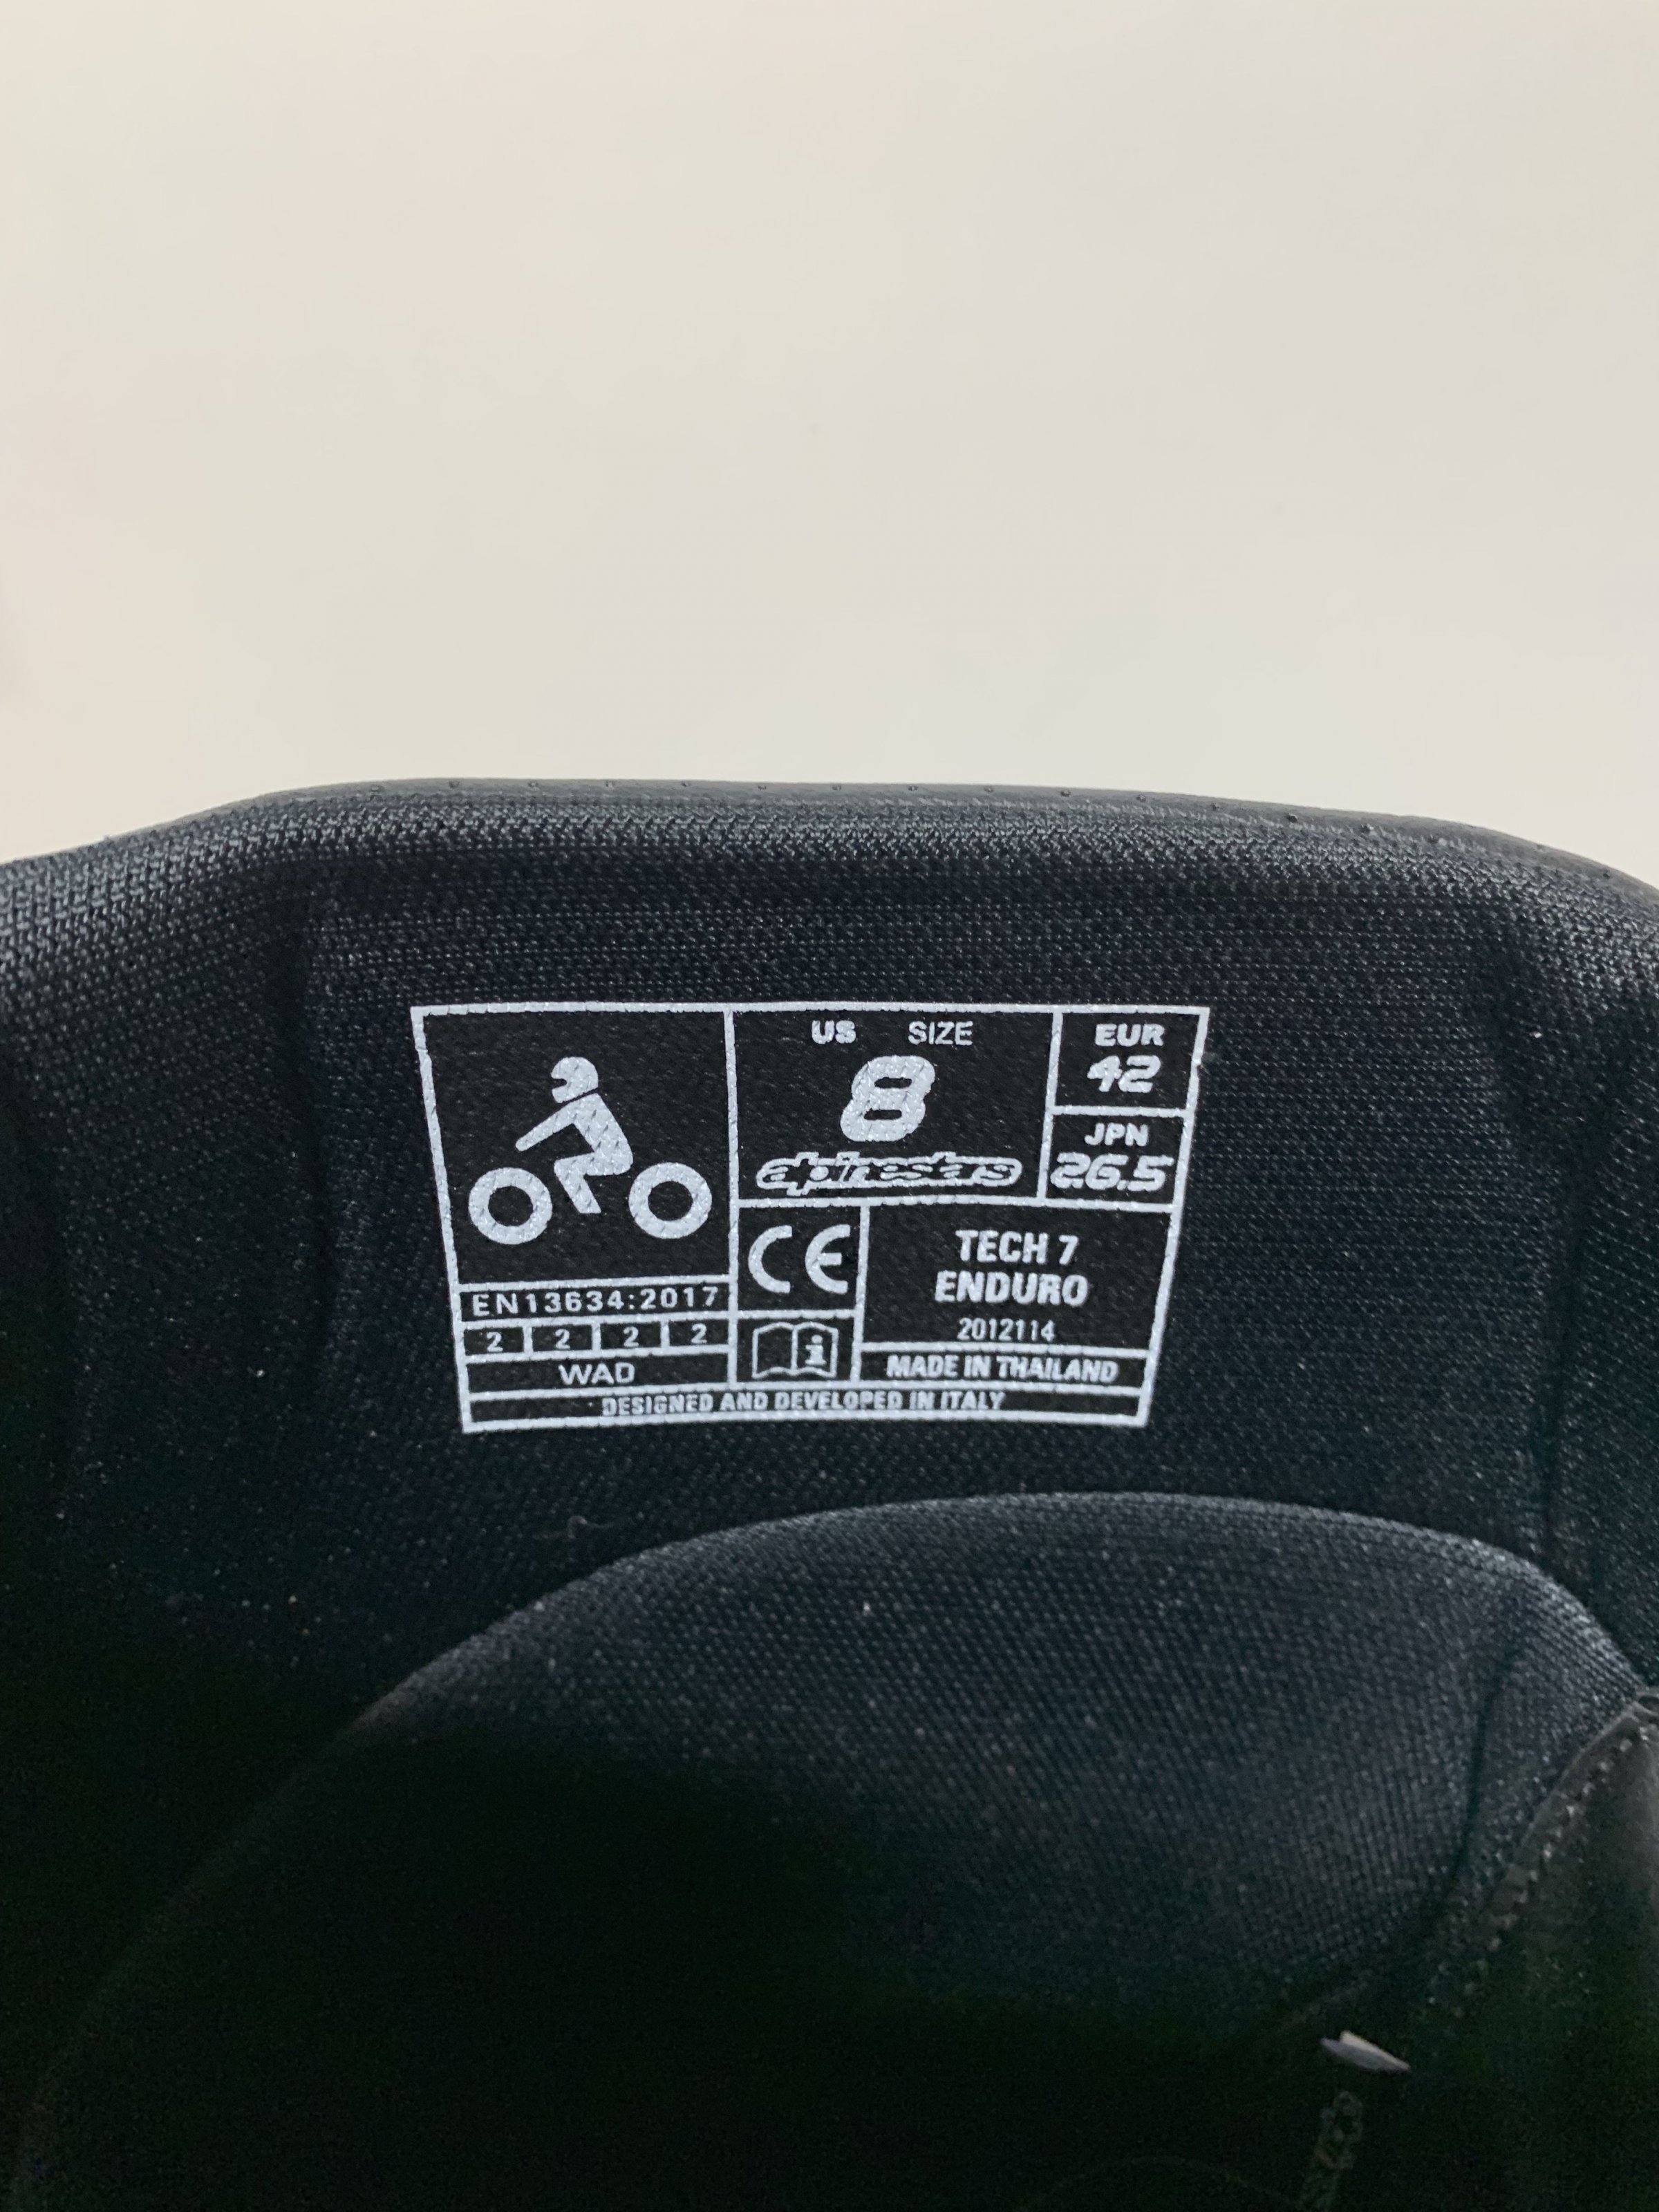 US SIZE
8
alpinestars
EUR
42
JPN
26.5
CE
TECH 7
ENDURO
2012114
EN13634:2017
2 2 2 2
WAD
i
MADE IN THAILAND
DESIGNED AND DEVELOPED IN ITALY